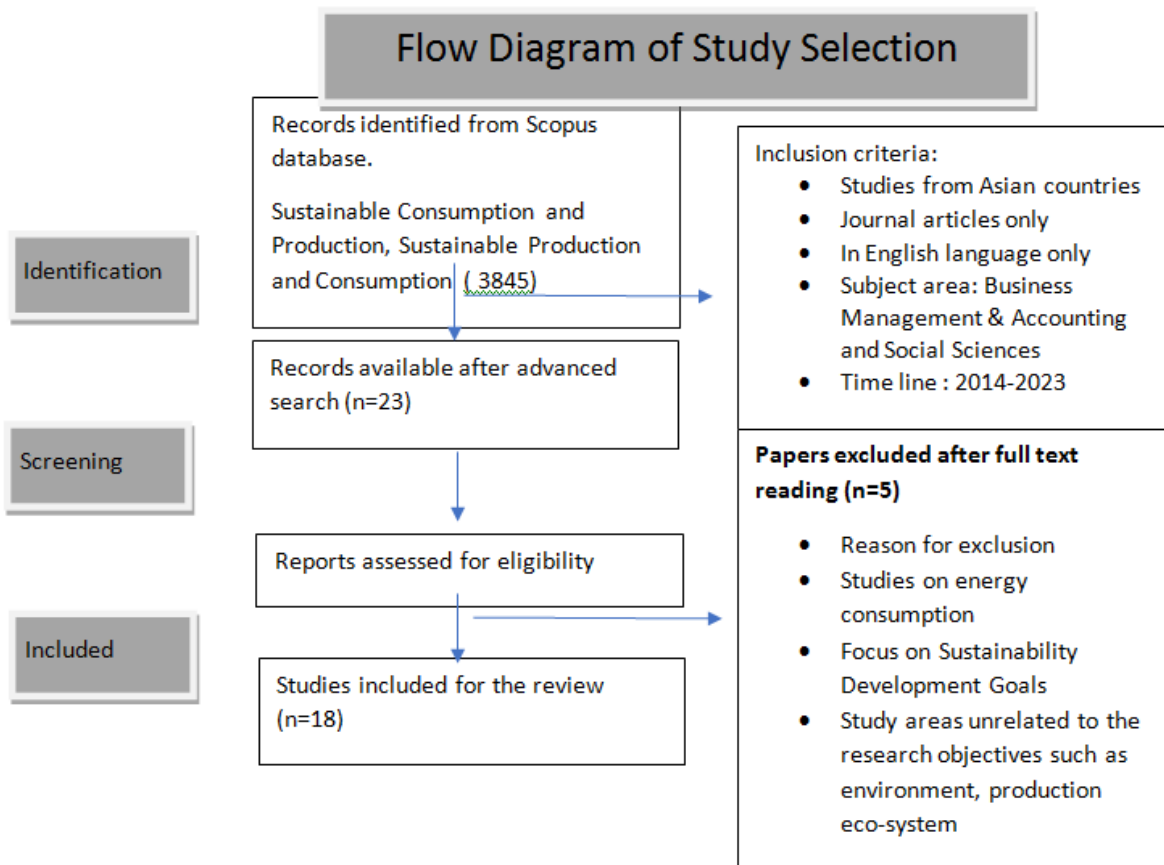 Flow Diagram of Study Selection
Records identified from Scopus
database.
Sustainable Consumption and
Production, Sustainable Production
and Consumption ( 3845)
Inclusion criteria:
• Studies from Asian countries
• Journal articles only
• In English language only
• Subject area: Business
Management & Accounting
and Social Sciences
• Time line : 2014-2023
Identification
Records available after advanced
search (n=23)
Screening
Papers excluded after full text
reading (n=5)
• Reason for exclusion
• Studies on energy
consumption
• Focus on Sustainability
Development Goals
• Study areas unrelated to the
research objectives such as
environment, production
eco-system
Reports assessed for eligibility
Included
Studies included for the review
(n=18)